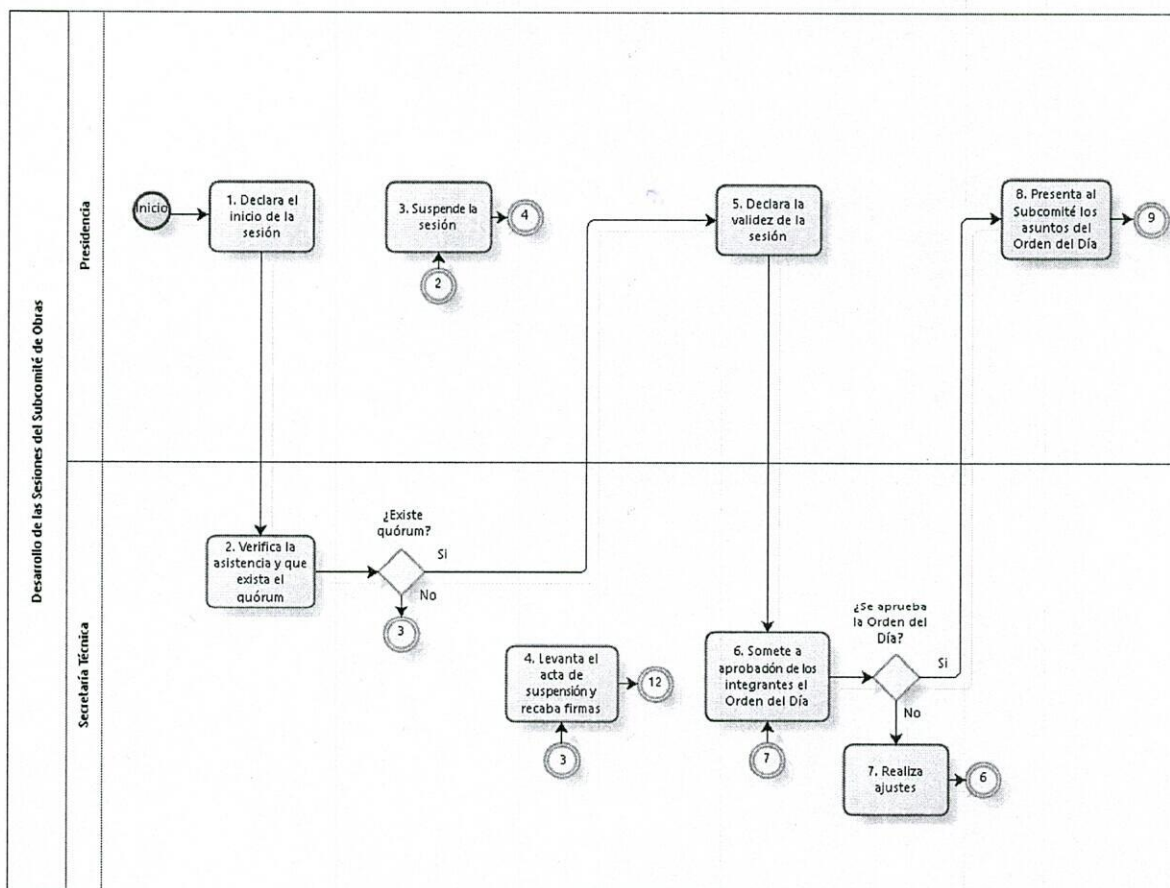 Desarrollo de las Sesiones del Subcomité de Obras
Presidencia
Inicio
1. Declara el
inicio de la
sesión
3. Suspende la
sesión
4
2
5. Declara la
validez de la
sesión
8. Presenta al
Subcomité los
asuntos del
Orden del Día
9
Secretaría Técnica
2. Verifica la
asistencia y que
exista el
quórum
¿Existe
quórum?
Si
No
3
4. Levanta el
acta de
suspensión y
recaba firmas
12
3
6. Somete a
aprobación de los
integrantes el
Orden del Día
7
¿Se aprueba
la Orden del
Día?
Si
No
7. Realiza
ajustes
6